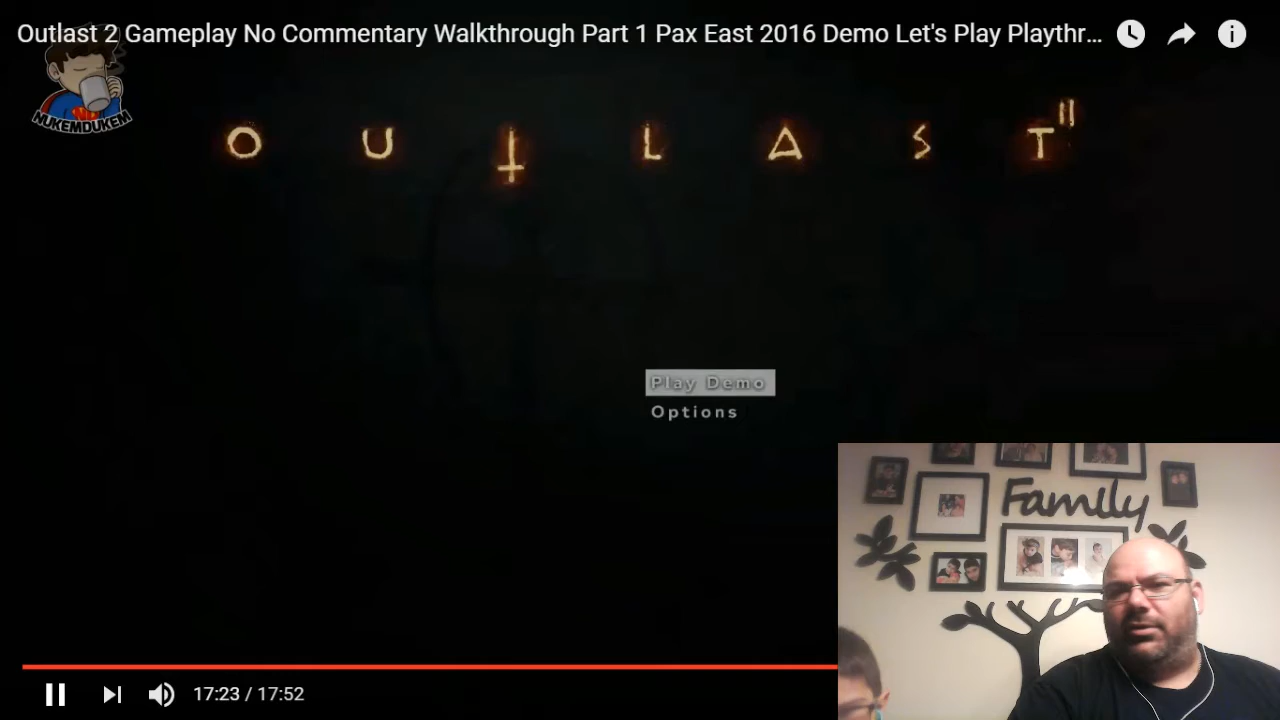 Outlast 2 Gameplay No Commentary Walkthrough Part 1 Pax East 2016 Demo Let's Play Playthr...
NUKEMDUKEM
OUTLAST II
Play Demo
Options
Family
17:23 / 17:52